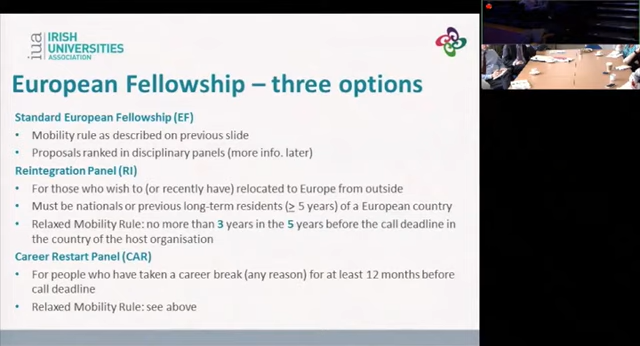 iua
IRISH
UNIVERSITIES
ASSOCIATION
European Fellowship – three options
Standard European Fellowship (EF)
• Mobility rule as described on previous slide
• Proposals ranked in disciplinary panels (more info. later)
Reintegration Panel (RI)
• For those who wish to (or recently have) relocated to Europe from outside
• Must be nationals or previous long-term residents (≥ 5 years) of a European country
• Relaxed Mobility Rule: no more than 3 years in the 5 years before the call deadline in
the country of the host organisation
Career Restart Panel (CAR)
• For people who have taken a career break (any reason) for at least 12 months before
call deadline
• Relaxed Mobility Rule: see above